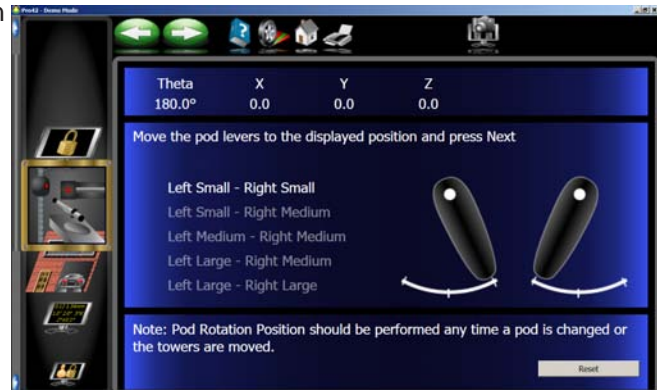 n
Pro42 - Demo Mode
Theta X Y Z
180.0° 0.0 0.0 0.0
Move the pod levers to the displayed position and press Next
Left Small - Right Small
Left Small - Right Medium
Left Medium - Right Medium
Left Large - Right Medium
Left Large - Right Large
Note: Pod Rotation Position should be performed any time a pod is changed or
the towers are moved.
Reset